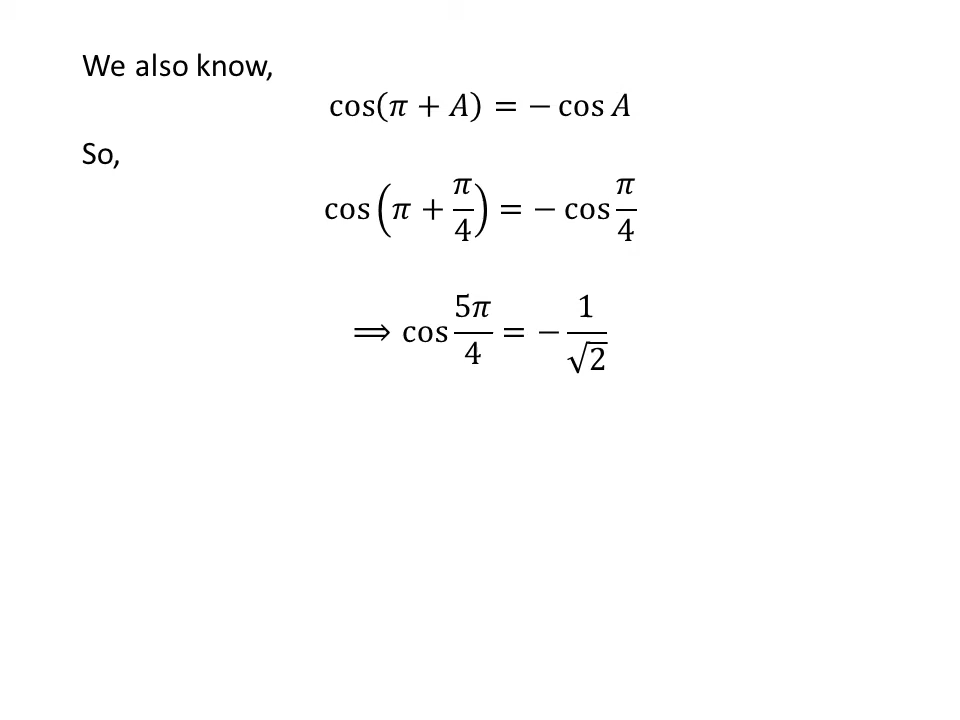 We also know,
cos(π + A) = − cos A
So,
cos(π + π/4) = − cos π/4
⟹ cos 5π/4 = − 1/√2